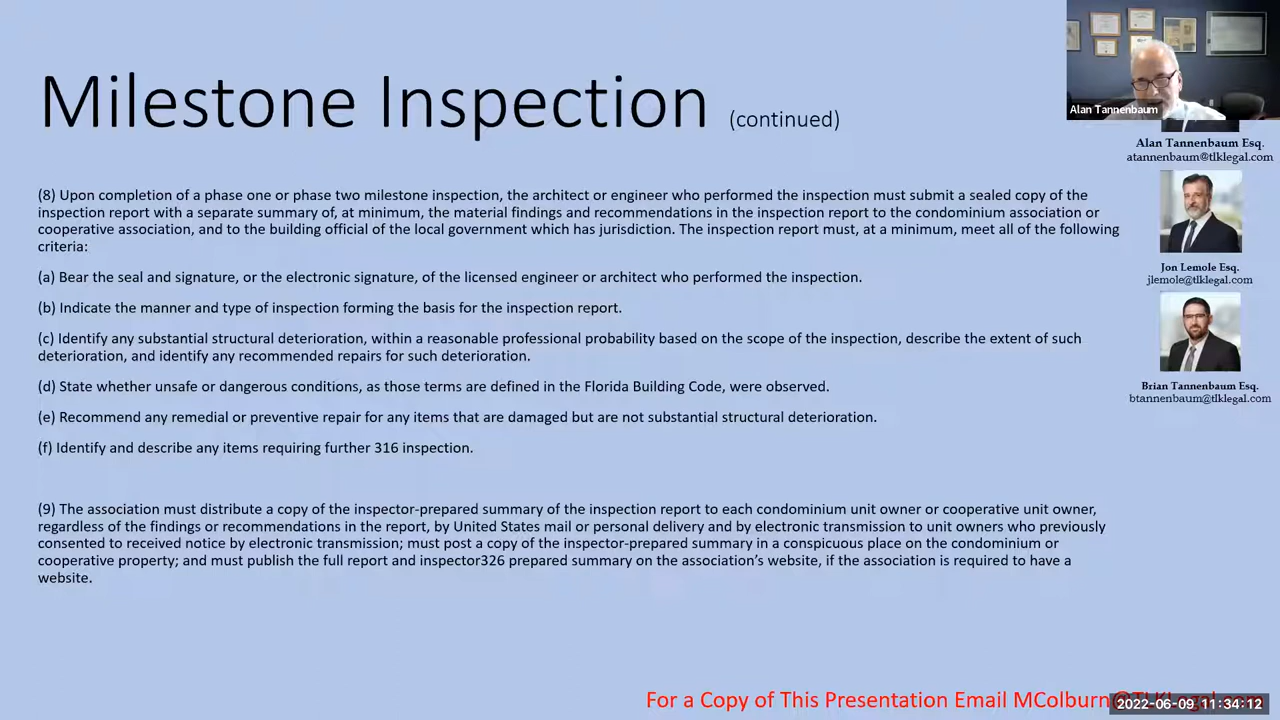 Milestone Inspection (continued)
(8) Upon completion of a phase one or phase two milestone inspection, the architect or engineer who performed the inspection must submit a sealed copy of the
inspection report with a separate summary of, at minimum, the material findings and recommendations in the inspection report to the condominium association or
cooperative association, and to the building official of the local government which has jurisdiction. The inspection report must, at a minimum, meet all of the following
criteria:
(a) Bear the seal and signature, or the electronic signature, of the licensed engineer or architect who performed the inspection.
(b) Indicate the manner and type of inspection forming the basis for the inspection report.
(c) Identify any substantial structural deterioration, within a reasonable professional probability based on the scope of the inspection, describe the extent of such
deterioration, and identify any recommended repairs for such deterioration.
(d) State whether unsafe or dangerous conditions, as those terms are defined in the Florida Building Code, were observed.
(e) Recommend any remedial or preventive repair for any items that are damaged but are not substantial structural deterioration.
(f) Identify and describe any items requiring further 316 inspection.
(9) The association must distribute a copy of the inspector-prepared summary of the inspection report to each condominium unit owner or cooperative unit owner,
regardless of the findings or recommendations in the report, by United States mail or personal delivery and by electronic transmission to unit owners who previously
consented to received notice by electronic transmission; must post a copy of the inspector-prepared summary in a conspicuous place on the condominium or
cooperative property; and must publish the full report and inspector326 prepared summary on the association's website, if the association is required to have a
website.
Alan Tannenbaum
Alan Tannenbaum Esq.
atannenbaum@tlklegal.com
Jon Lemole Esq.
jlemole@tlklegal.com
Brian Tannenbaum Esq.
btannenbaum@tlklegal.com
For a Copy of This Presentation Email MColburn@TLKLegal.com
2022-06-09 11:34:12